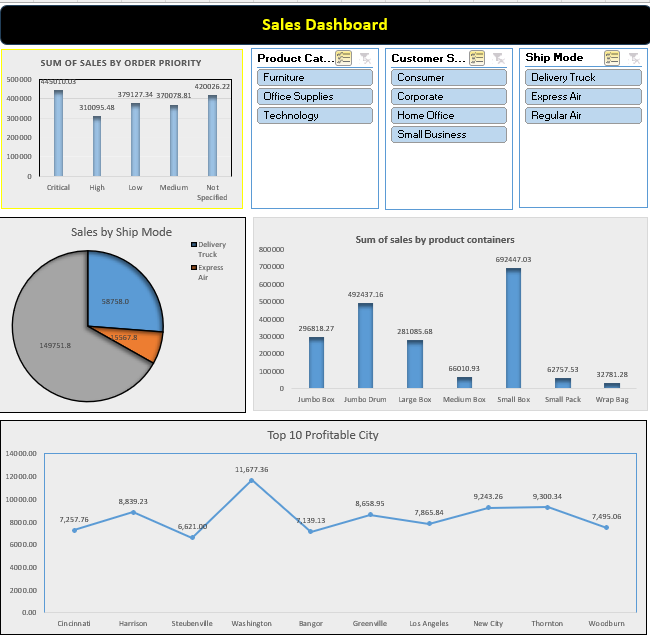 Sales Dashboard
SUM OF SALES BY ORDER PRIORITY
500000
400000
300000
200000
100000
0
445010.03
310095.48
379127.34
370078.81
420026.22
Critical
High
Low
Medium
Not
Specified
Product Cat...
Furniture
Office Supplies
Technology
Customer S...
Consumer
Corporate
Home Office
Small Business
Ship Mode
Delivery Truck
Express Air
Regular Air
Sales by Ship Mode
Delivery
Truck
Express
Air
58758.0
15567.8
149751.8
Sum of sales by product containers
800000
700000
600000
500000
400000
300000
200000
100000
0
296818.27
492437.16
281085.68
66010.93
692447.03
62757.53
32781.28
Jumbo Box
Jumbo Drum
Large Box
Medium Box
Small Box
Small Pack
Wrap Bag
Top 10 Profitable City
14000.00
12000.00
10000.00
8000.00
6000.00
4000.00
2000.00
0.00
7,257.76
8,839.23
6,621.00
11,677.36
7,139.13
8,658.95
7,865.84
9,243.26
9,300.34
7,495.06
Cincinnati
Harrison
Steubenville
Washington
Bangor
Greenville
Los Angeles
New City
Thornton
Woodburn